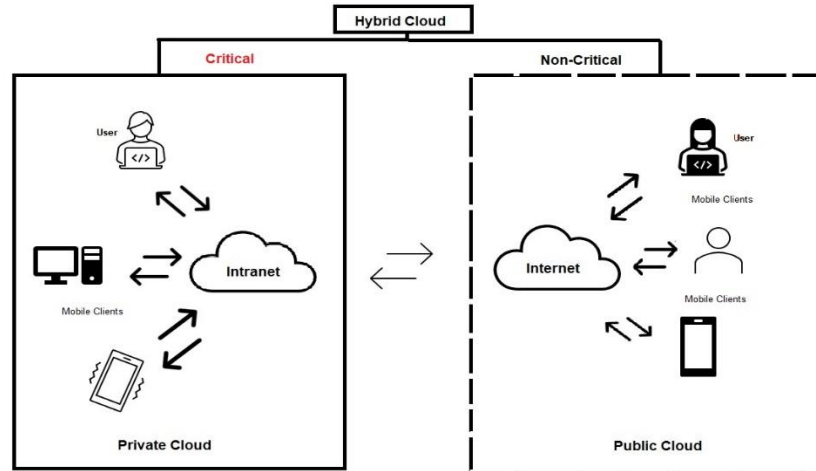 Hybrid Cloud
Critical
Non-Critical
User
</>
Intranet
Mobile Clients
Private Cloud
User
</>
Mobile Clients
Internet
Mobile Clients
Public Cloud